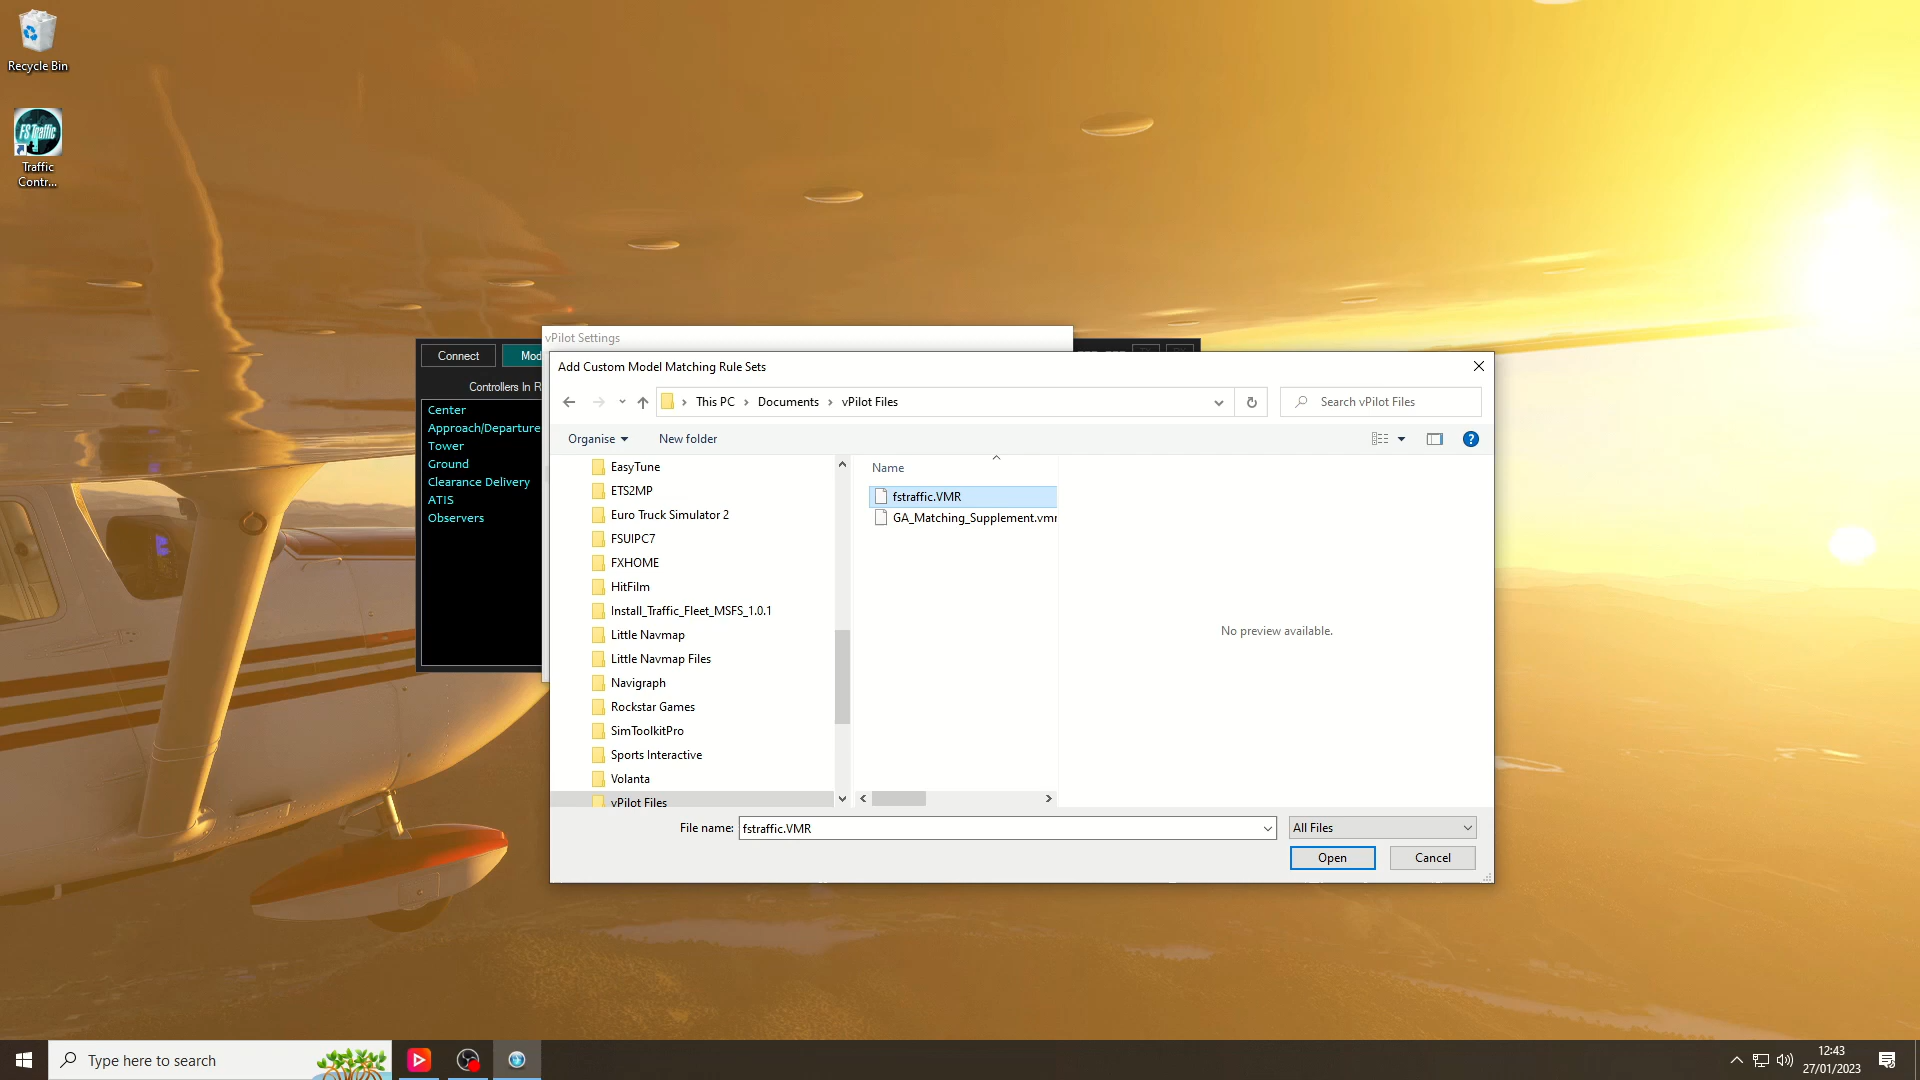 Recycle Bin
FS Traffic
Traffic
Contr...
vPilot Settings
Connect
Mod
Controllers In R
Center
Approach/Departure
Tower
Ground
Clearance Delivery
ATIS
Observers
Add Custom Model Matching Rule Sets
This PC
Documents
vPilot Files
Search vPilot Files
Organise
New folder
EasyTune
ETS2MP
Euro Truck Simulator 2
FSUIPC7
FXHOME
HitFilm
Install_Traffic_Fleet_MSFS_1.0.1
Little Navmap
Little Navmap Files
Navigraph
Rockstar Games
SimToolkitPro
Sports Interactive
Volanta
vPilot Files
Name
fstraffic.VMR
GA_Matching_Supplement.vmr
No preview available.
File name: fstraffic.VMR
All Files
Open
Cancel
Type here to search
12:43
27/01/2023